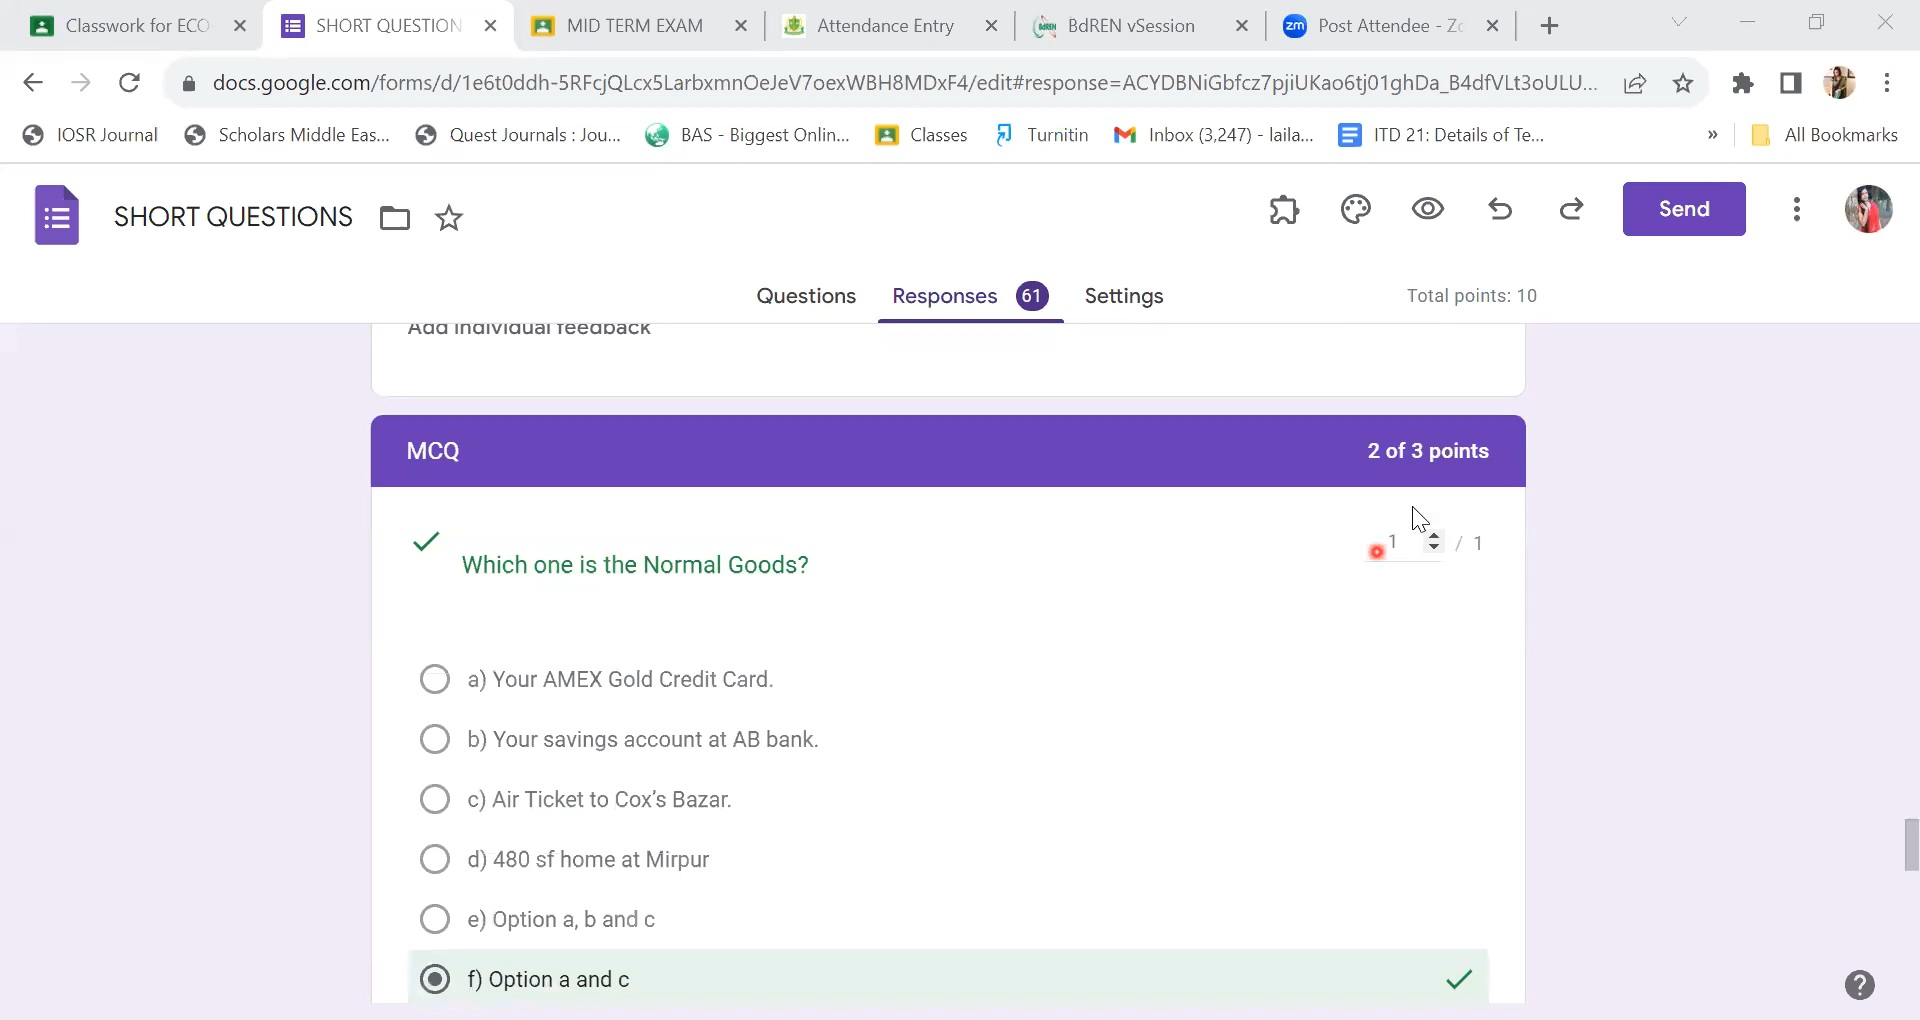 Classwork for ECO
SHORT QUESTION
MID TERM EXAM
Attendance Entry
BdREN vSession
zm
Post Attendee - Zo
docs.google.com/forms/d/1e6t0ddh-5RFcjQLcx5LarbxmnOeJeV7oexWBH8MDxF4/edit#response=ACYDBNiGbfcz7pjiUKao6tj01ghDa_B4dfVLt3oULU...
IOSR Journal
Scholars Middle Eas...
Quest Journals : Jou...
BAS - Biggest Onlin...
Classes
Turnitin
Inbox (3,247) - laila...
ITD 21: Details of Te...
»
All Bookmarks
SHORT QUESTIONS
Send
Questions
Responses 61
Settings
Total points: 10
Add individual feedback
MCQ
2 of 3 points
Which one is the Normal Goods?
1 / 1
a) Your AMEX Gold Credit Card.
b) Your savings account at AB bank.
c) Air Ticket to Cox’s Bazar.
d) 480 sf home at Mirpur
e) Option a, b and c
f) Option a and c